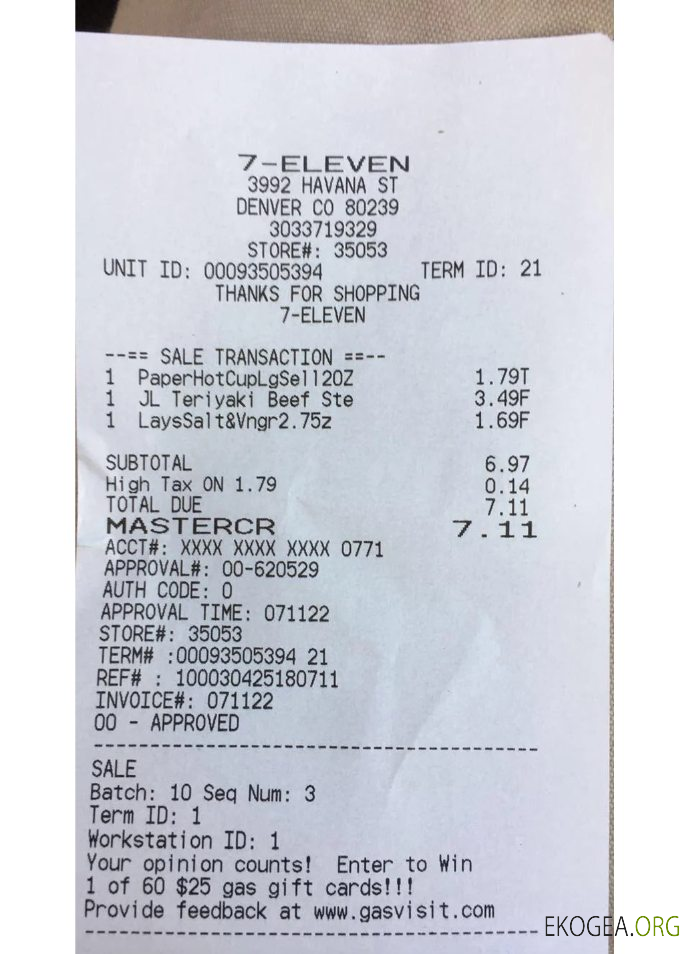 7-ELEVEN
3992 HAVANA ST
DENVER CO 80239
3033719329
STORE#: 35053
UNIT ID: 00093505394 TERM ID: 21
THANKS FOR SHOPPING
7-ELEVEN
--== SALE TRANSACTION ==--
1 PaperHotCupLgSel120Z 1.79T
1 JL Teriyaki Beef Ste 3.49F
1 LaysSalt&Vngr2.75z 1.69F
SUBTOTAL 6.97
High Tax ON 1.79 0.14
TOTAL DUE 7.11
MASTERCR 7.11
ACCT#: XXXX XXXX XXXX 0771
APPROVAL#: 00-620529
AUTH CODE: 0
APPROVAL TIME: 071122
STORE#: 35053
TERM# :00093505394 21
REF# : 100030425180711
INVOICE#: 071122
00 - APPROVED
--------------------------------------
SALE
Batch: 10 Seq Num: 3
Term ID: 1
Workstation ID: 1
Your opinion counts! Enter to Win
1 of 60 $25 gas gift cards!!!
Provide feedback at www.gasvisit.com
--------------------------------------
EKOGEA.ORG